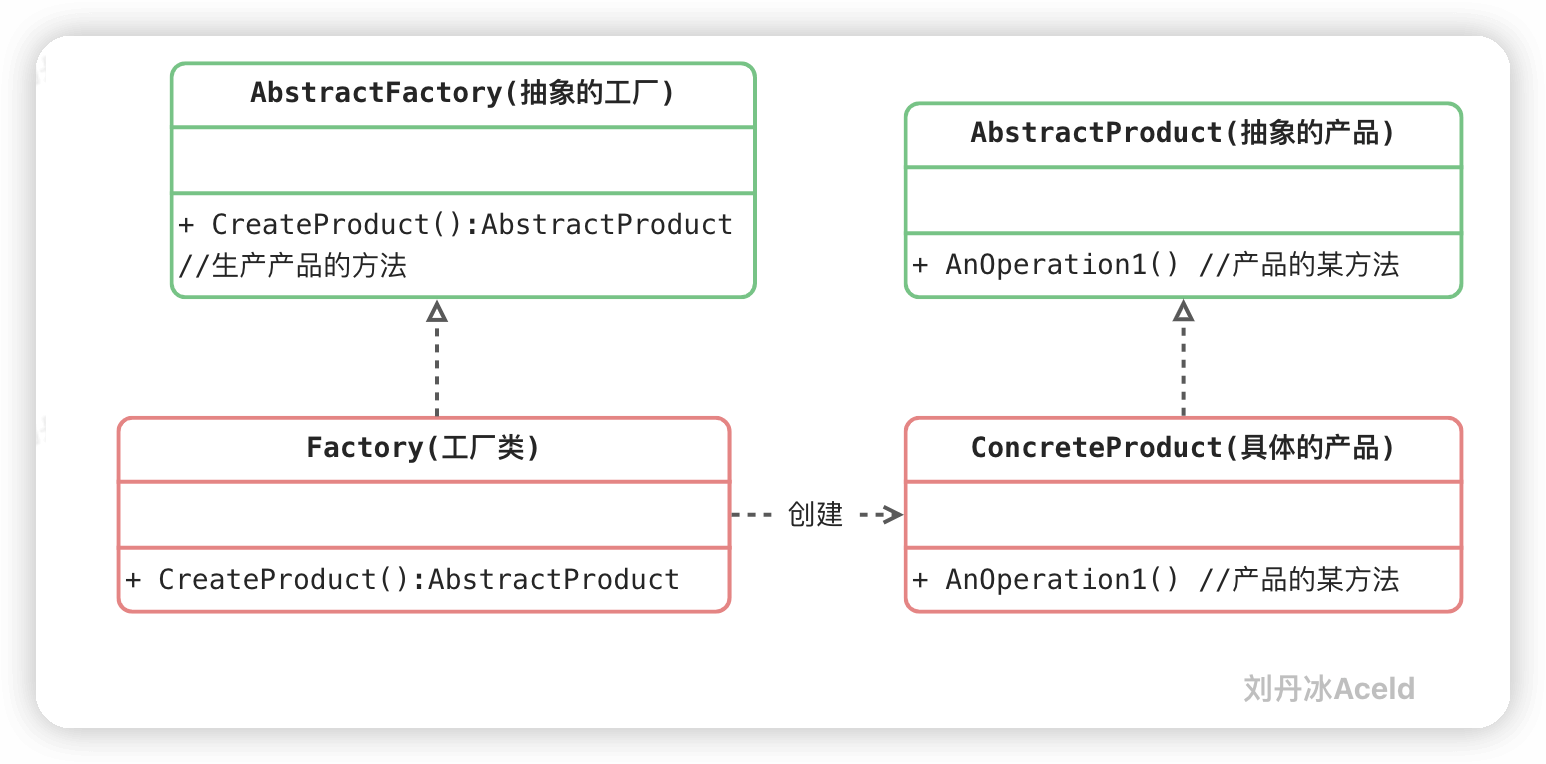 AbstractFactory(抽象的工厂)
+ CreateProduct():AbstractProduct
//生产产品的方法
AbstractProduct(抽象的产品)
+ AnOperation1() //产品的某方法
Factory(工厂类)
+ CreateProduct():AbstractProduct
创建
ConcreteProduct(具体的产品)
+ AnOperation1() //产品的某方法
刘丹冰Aceld